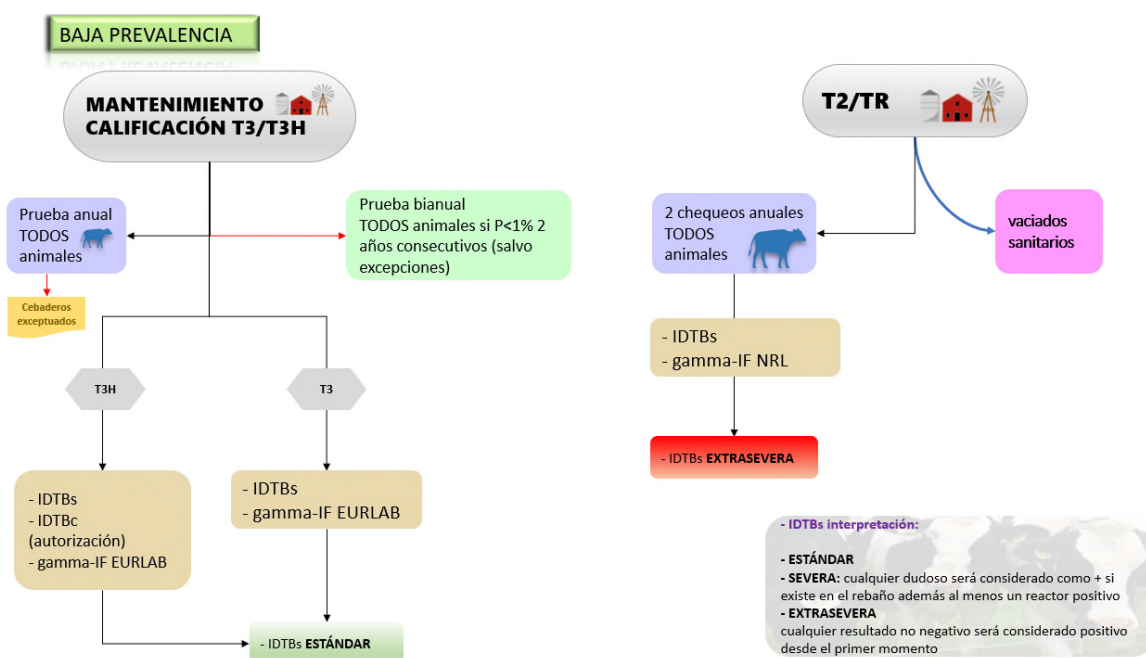 BAJA PREVALENCIA
MANTENIMIENTO
CALIFICACIÓN T3/T3H
Prueba anual
TODOS
animales
Cebaderos
exceptuados
Prueba bianual
TODOS animales si P<1% 2
años consecutivos (salvo
excepciones)
T3H
T3
- IDTBs
- IDTBc
(autorización)
- gamma-IF EURLAB
- IDTBs
- gamma-IF EURLAB
- IDTBs ESTÁNDAR
T2/TR
2 chequeos anuales
TODOS
animales
vaciados
sanitarios
- IDTBs
- gamma-IF NRL
- IDTBs EXTRASEVERA
- IDTBs interpretación:
- ESTÁNDAR
- SEVERA: cualquier dudoso será considerado como + si
existe en el rebaño además al menos un reactor positivo
- EXTRASEVERA
cualquier resultado no negativo será considerado positivo
desde el primer momento